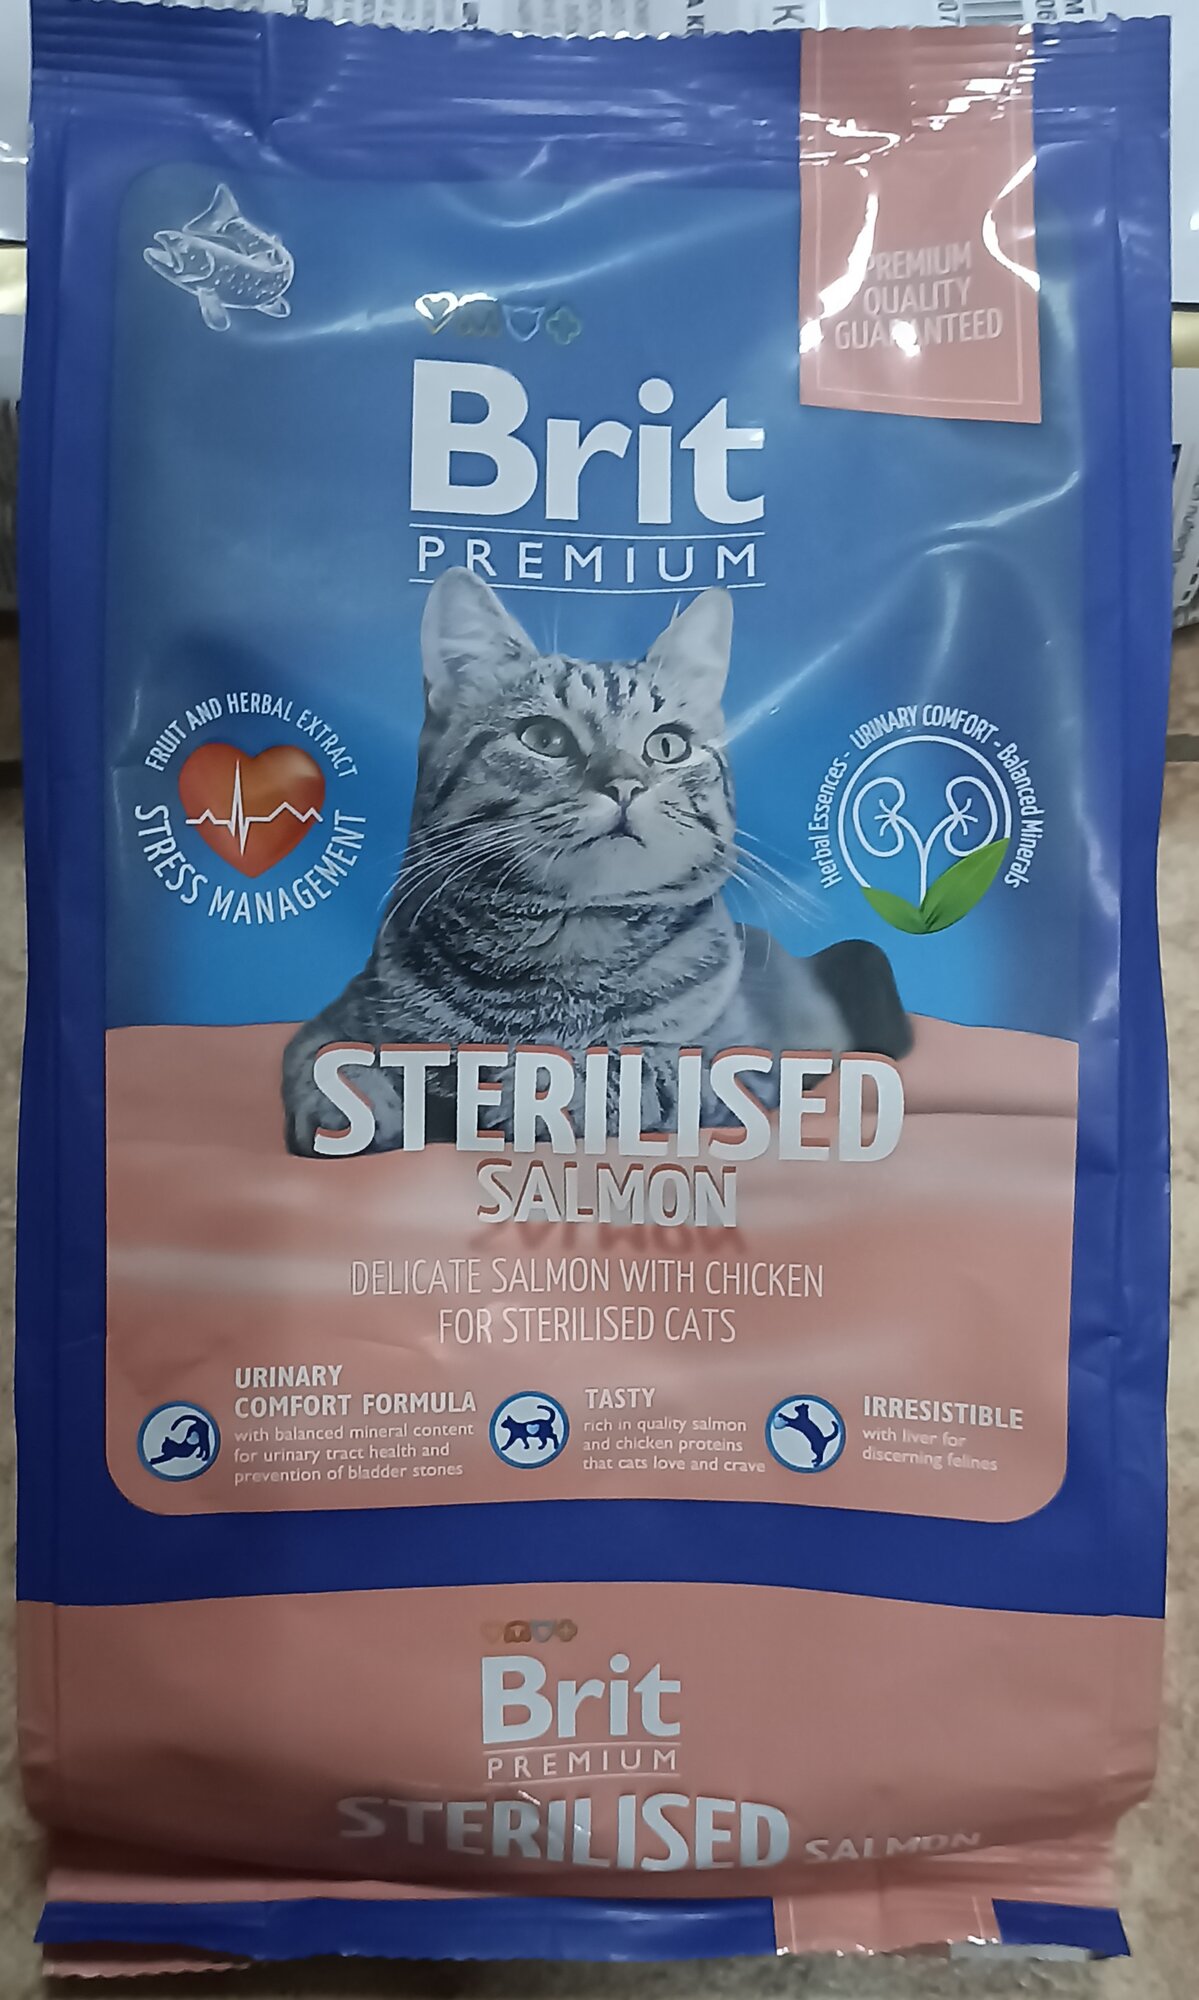 PREMIUM
QUALITY
GUARANTEED
Brit
PREMIUM
FRUIT AND HERBAL EXTRACT
STRESS MANAGEMENT
Herbal Essences - URINARY COMFORT - Balanced Minerals
STERILISED
SALMON
DELICATE SALMON WITH CHICKEN
FOR STERILISED CATS
URINARY
COMFORT FORMULA
with balanced mineral content
for urinary tract health and
prevention of bladder stones
TASTY
rich in quality salmon
and chicken proteins
that cats love and crave
IRRESISTIBLE
with liver for
discerning felines
Brit
PREMIUM
STERILISED SALMON